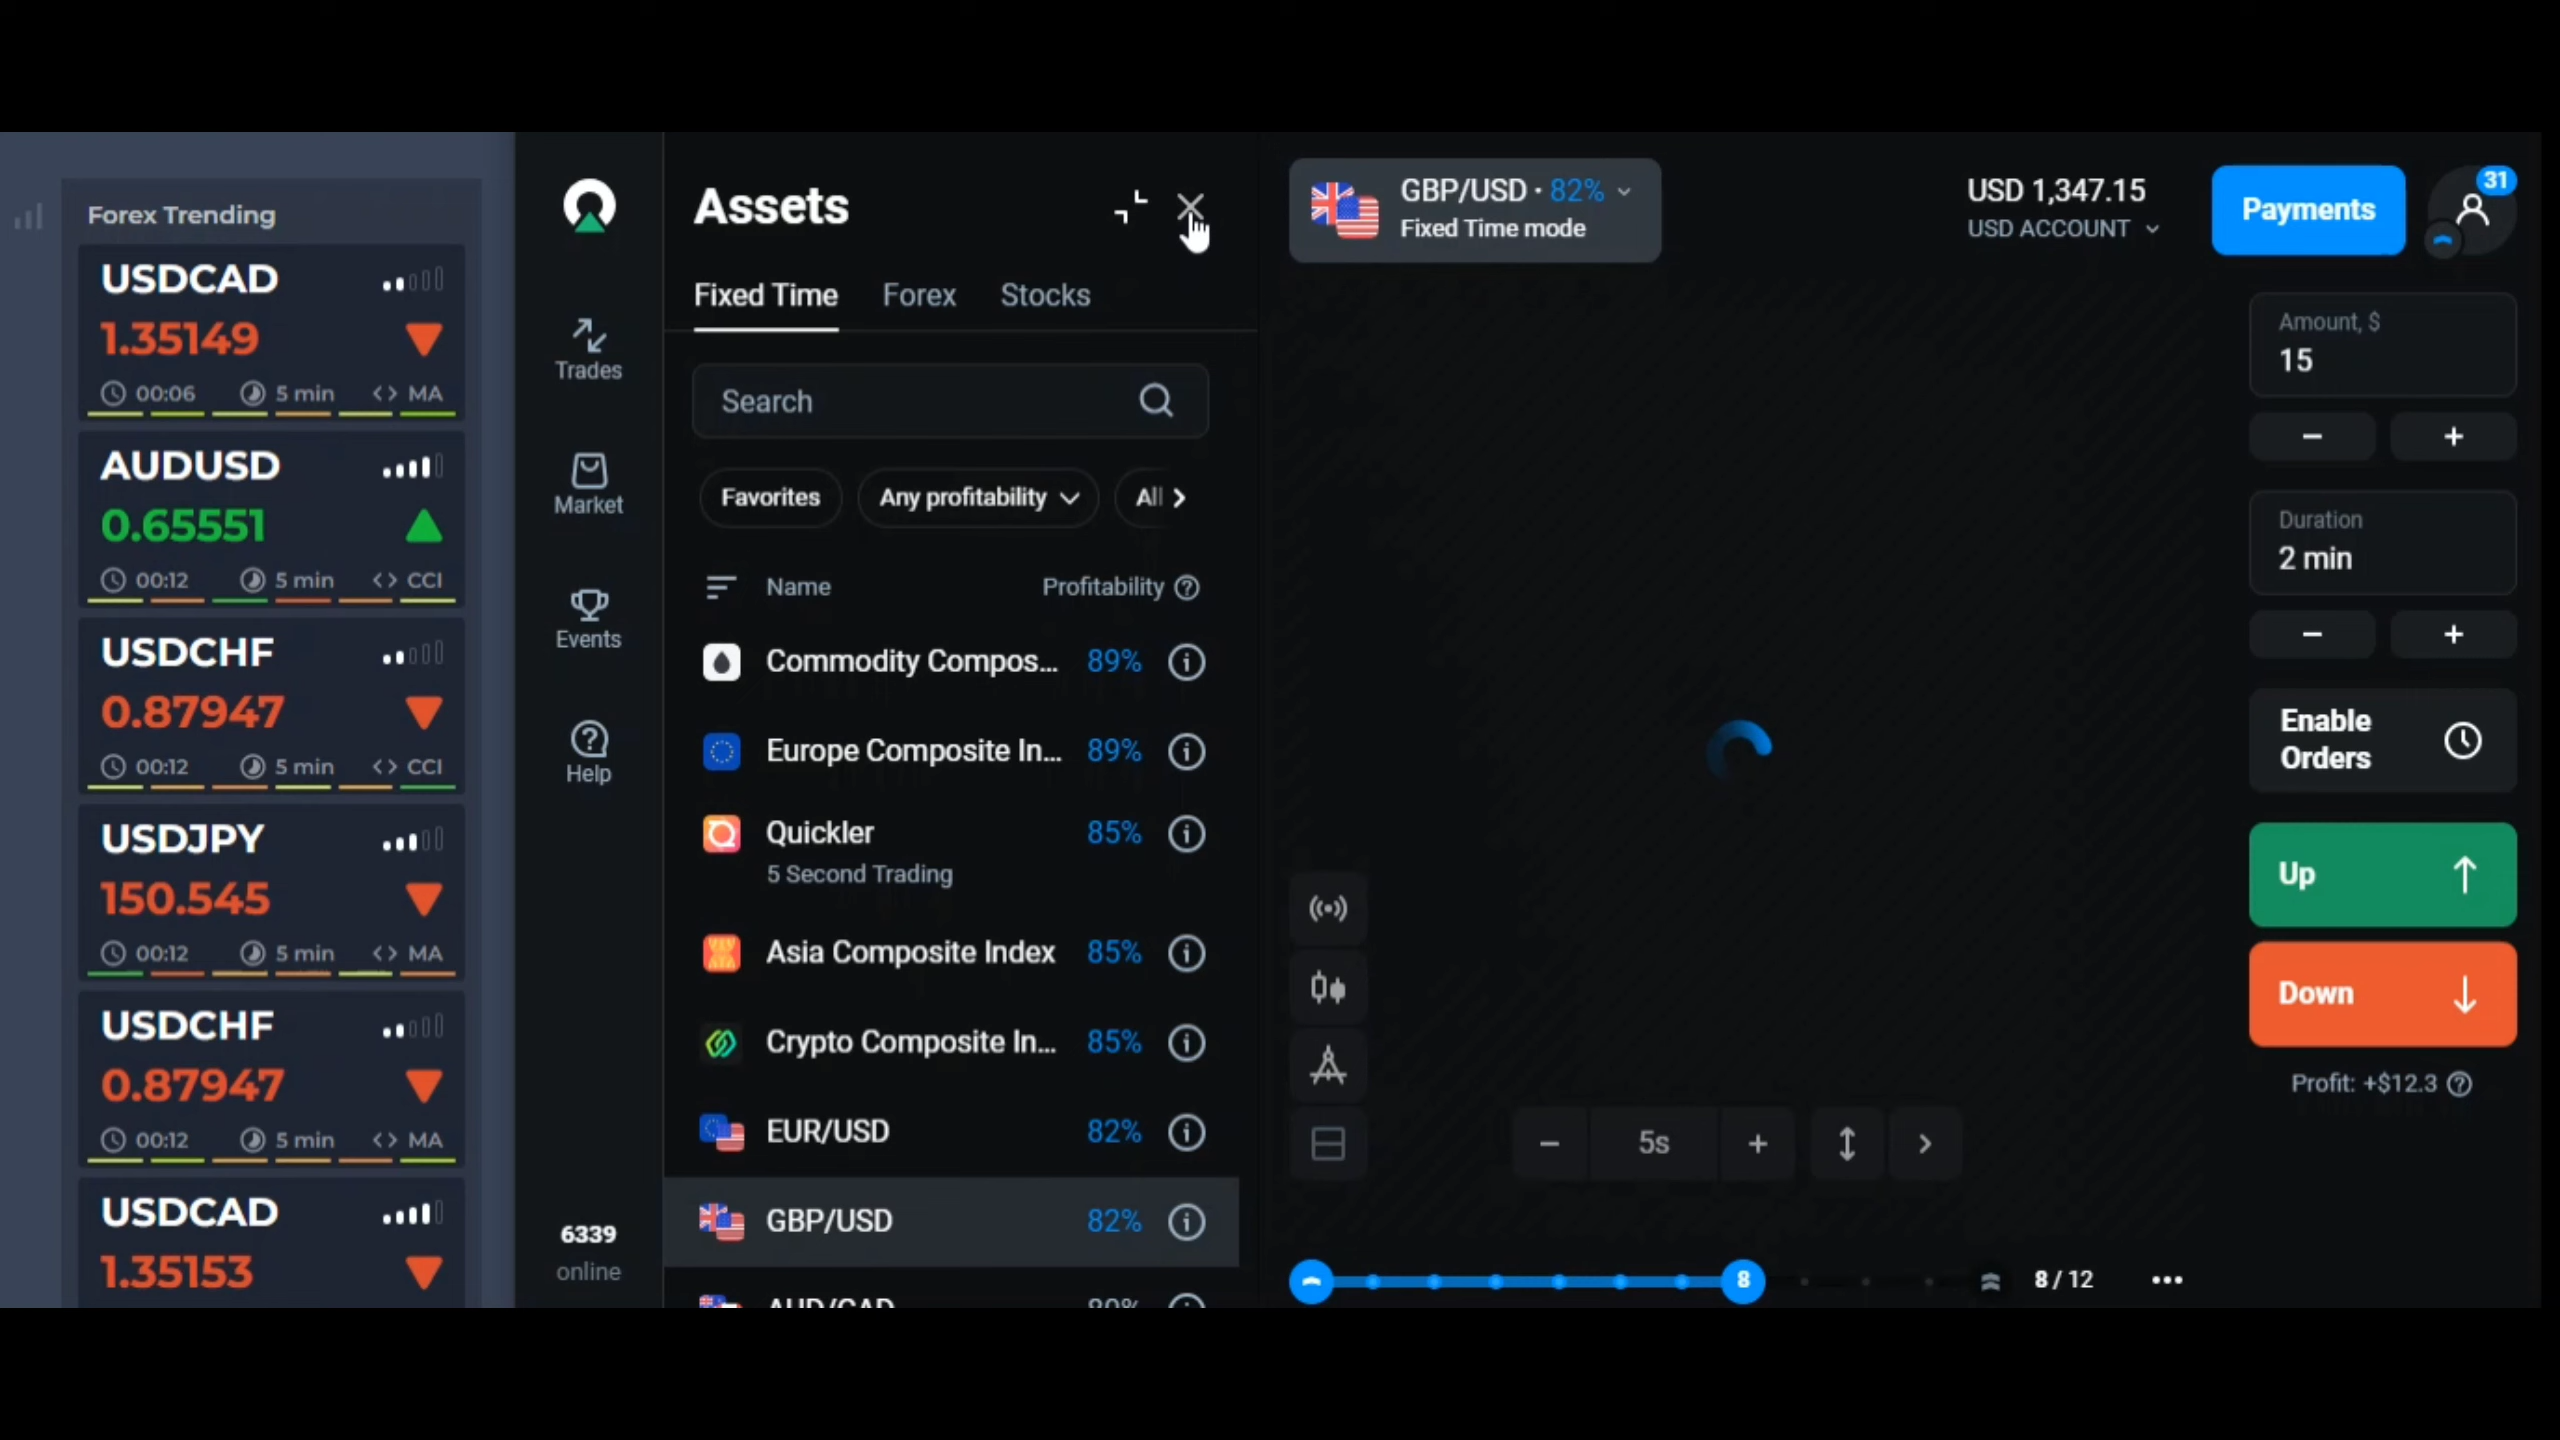 Forex Trending
USDCAD
1.35149
00:06 5 min <> MA
AUDUSD
0.65551
00:12 5 min <> CCI
USDCHF
0.87947
00:12 5 min <> CCI
USDJPY
150.545
00:12 5 min <> MA
USDCHF
0.87947
00:12 5 min <> MA
USDCAD
1.35153
Trades
Market
Events
Help
6339
online
Assets
Fixed Time Forex Stocks
Search
Favorites Any profitability All
Name Profitability
Commodity Compos... 89%
Europe Composite In... 89%
Quickler 85%
5 Second Trading
Asia Composite Index 85%
Crypto Composite In... 85%
EUR/USD 82%
GBP/USD 82%
GBP/USD · 82%
Fixed Time mode
USD 1,347.15
USD ACCOUNT
Payments
31
Amount, $
15
− +
Duration
2 min
− +
Enable
Orders
Up
Down
Profit: +$12.3
− 5s +
8
8 / 12